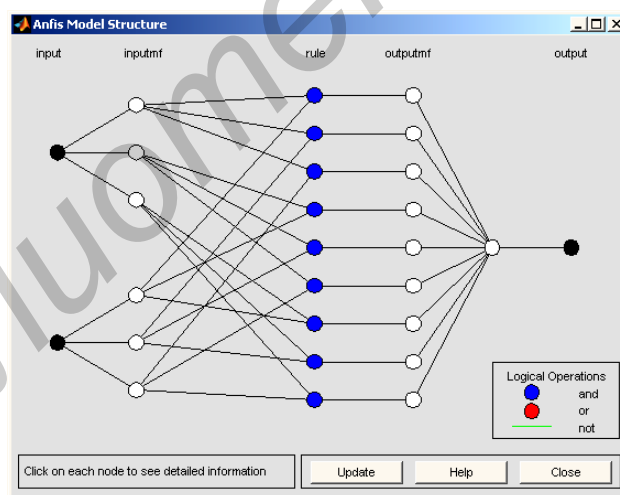 Anfis Model Structure
input inputmf rule outputmf output
Logical Operations
and
or
not
Click on each node to see detailed information
Update Help Close